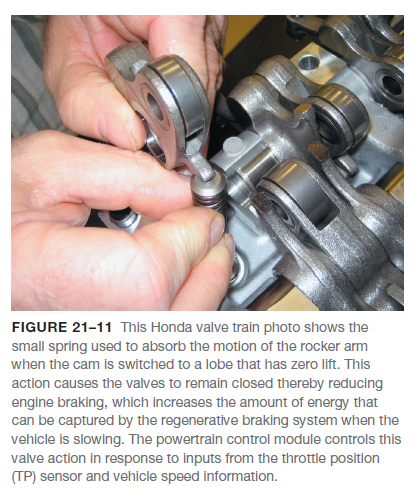 FIGURE 21–11 This Honda valve train photo shows the
small spring used to absorb the motion of the rocker arm
when the cam is switched to a lobe that has zero lift. This
action causes the valves to remain closed thereby reducing
engine braking, which increases the amount of energy that
can be captured by the regenerative braking system when the
vehicle is slowing. The powertrain control module controls this
valve action in response to inputs from the throttle position
(TP) sensor and vehicle speed information.